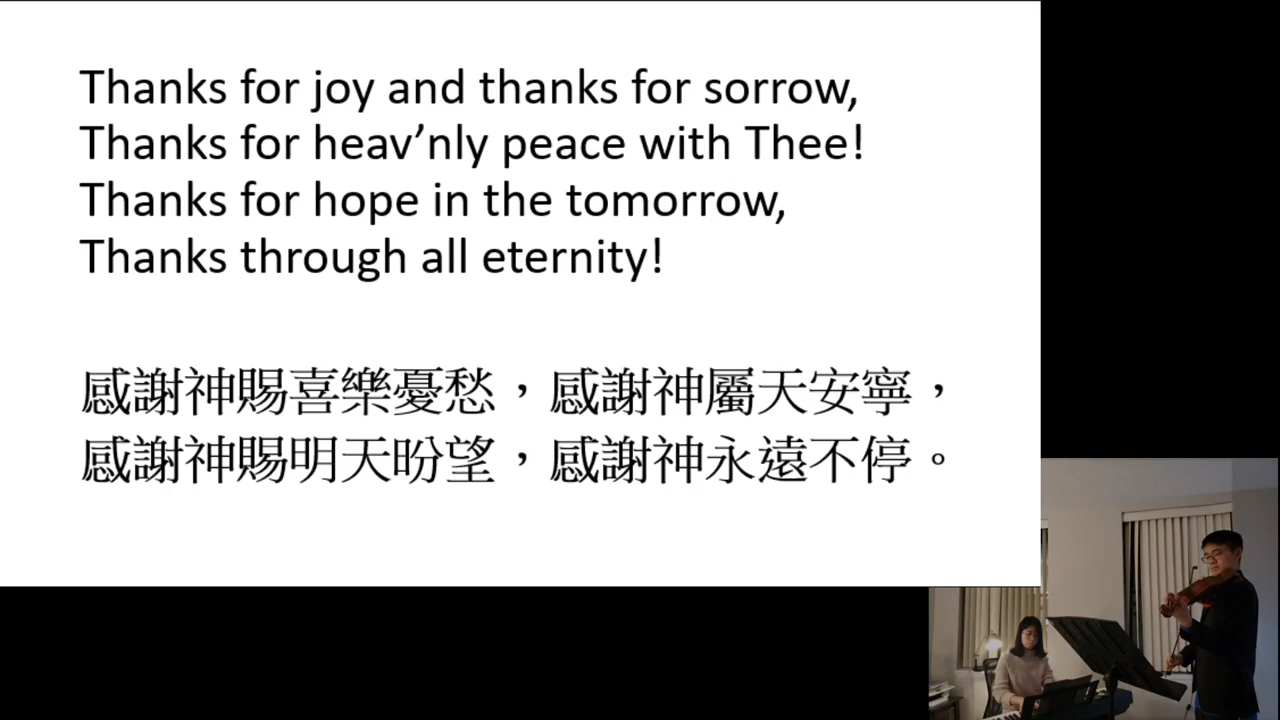 Thanks for joy and thanks for sorrow,
Thanks for heav’nly peace with Thee!
Thanks for hope in the tomorrow,
Thanks through all eternity!
感謝神賜喜樂憂愁，感謝神屬天安寧，
感謝神賜明天盼望，感謝神永遠不停。